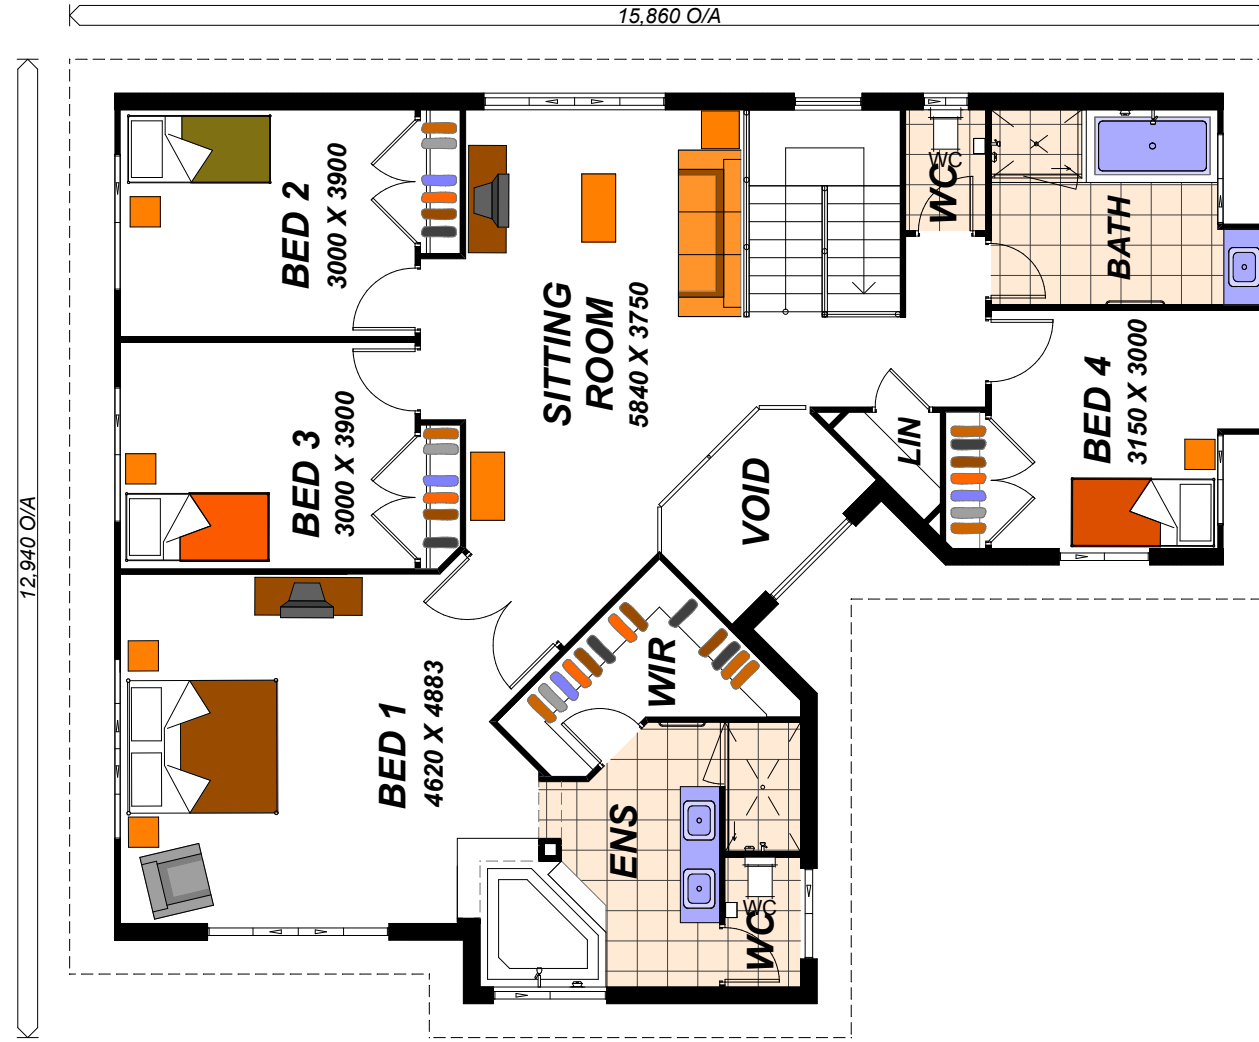 15,860 O/A
12,940 O/A
BED 2
3000 X 3900
SITTING
ROOM
5840 X 3750
WC
WC
BATH
BED 3
3000 X 3900
VOID
LIN
BED 4
3150 X 3000
BED 1
4620 X 4883
WIR
ENS
WC
WC